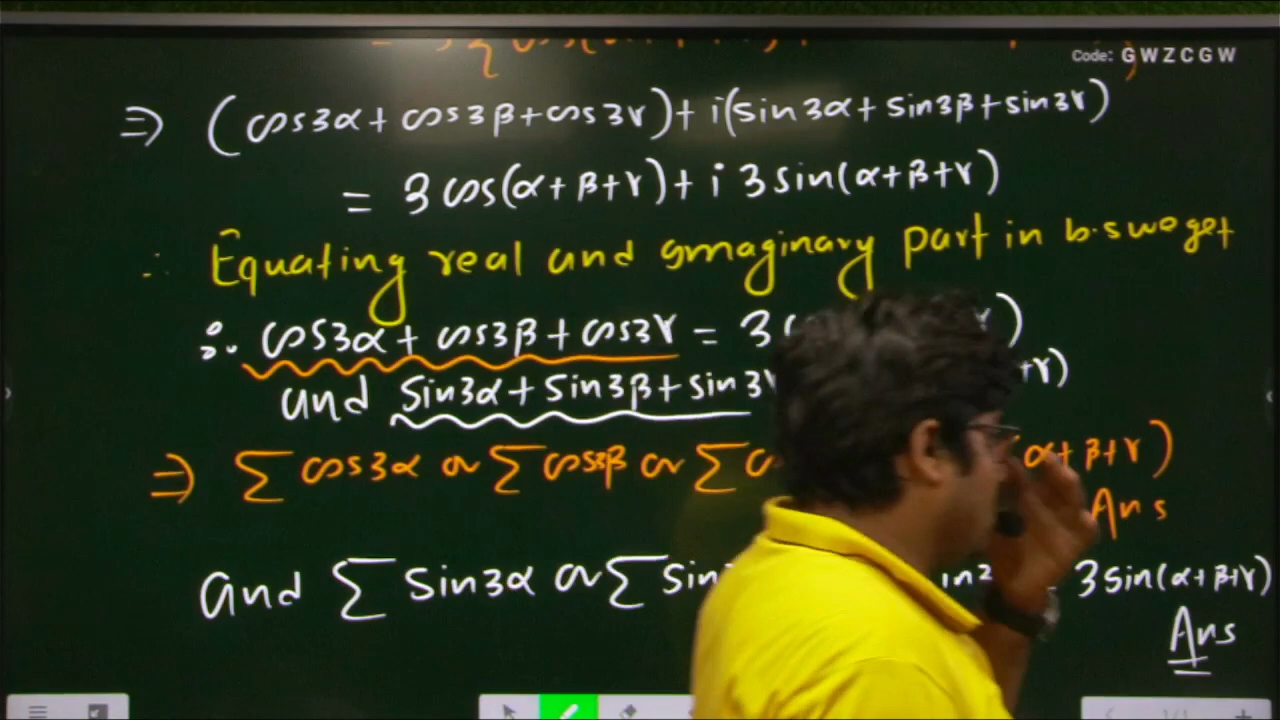 Code: GWZCGW
⇒ (cos3α + cos3β + cos3γ) + i(sin3α + sin3β + sin3γ)
= 3cos(α+β+γ) + i 3sin(α+β+γ)
∴ Equating real and imaginary part in b.s we get
∴ cos3α + cos3β + cos3γ = 3 )
and sin3α + sin3β + sin3 +γ)
⇒ ∑cos3α or ∑cos3β or ∑ α+β+γ)
Ans
and ∑ sin3α or ∑ sin 3sin(α+β+γ)
Ans